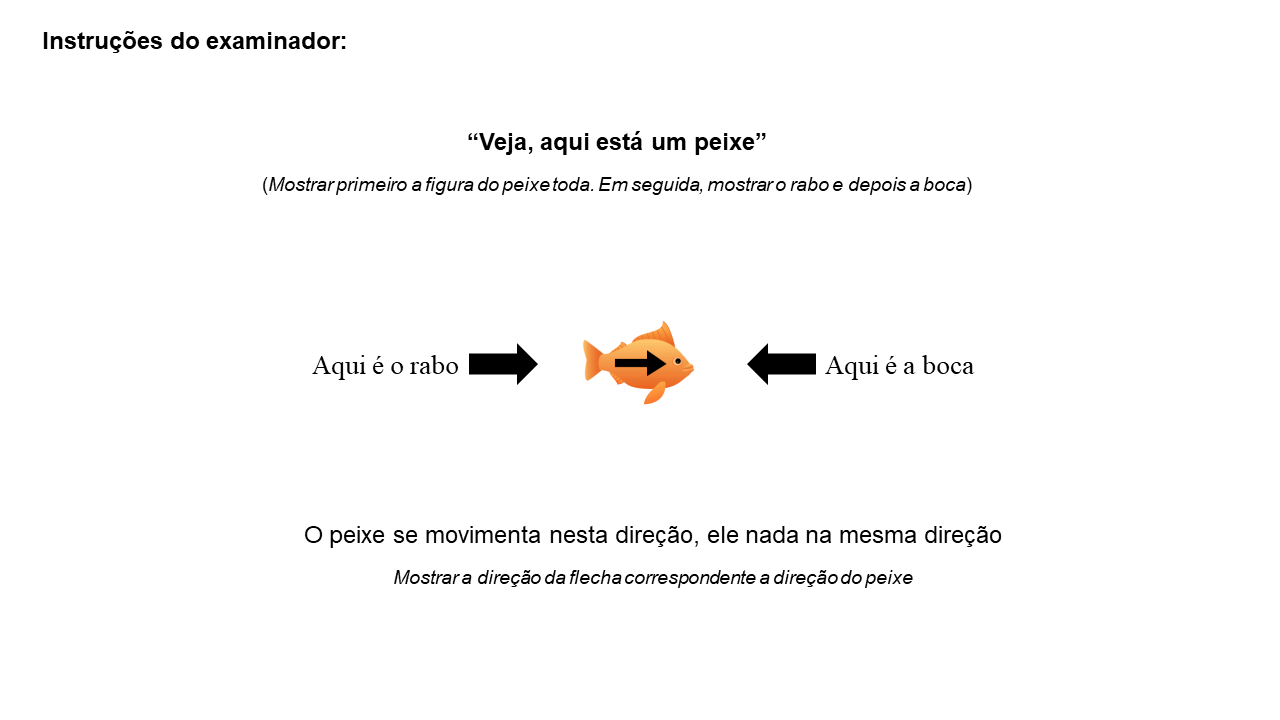 Instruções do examinador:
“Veja, aqui está um peixe”
(Mostrar primeiro a figura do peixe toda. Em seguida, mostrar o rabo e depois a boca)
Aqui é o rabo
Aqui é a boca
O peixe se movimenta nesta direção, ele nada na mesma direção
Mostrar a direção da flecha correspondente a direção do peixe